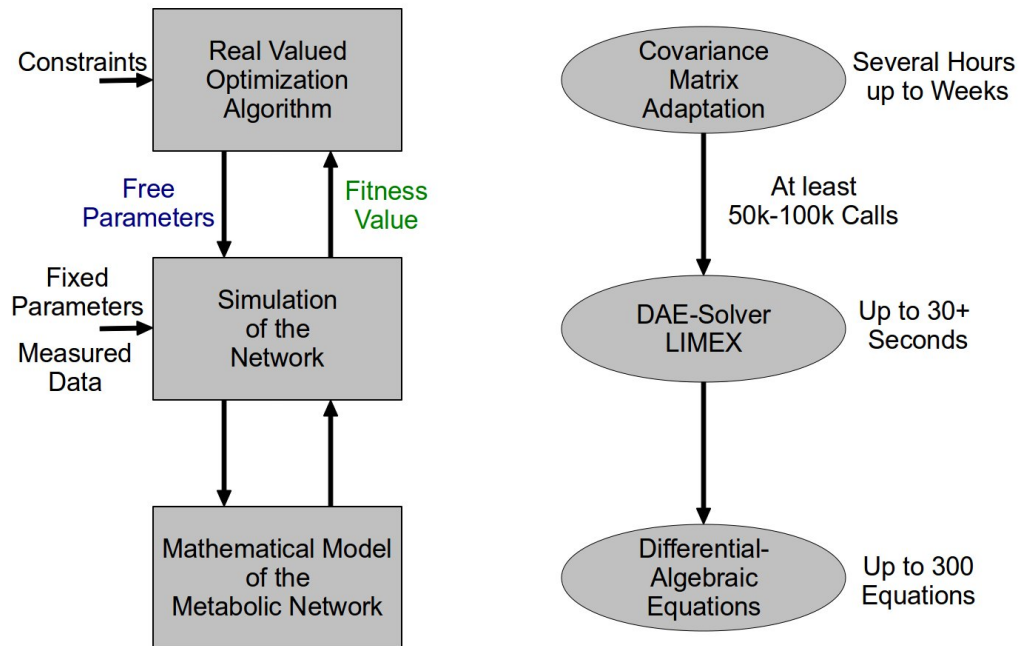 Constraints
Real Valued
Optimization
Algorithm
Free
Parameters
Fitness
Value
Fixed
Parameters
Measured
Data
Simulation
of the
Network
Mathematical Model
of the
Metabolic Network
Covariance
Matrix
Adaptation
Several Hours
up to Weeks
At least
50k-100k Calls
DAE-Solver
LIMEX
Up to 30+
Seconds
Differential-
Algebraic
Equations
Up to 300
Equations